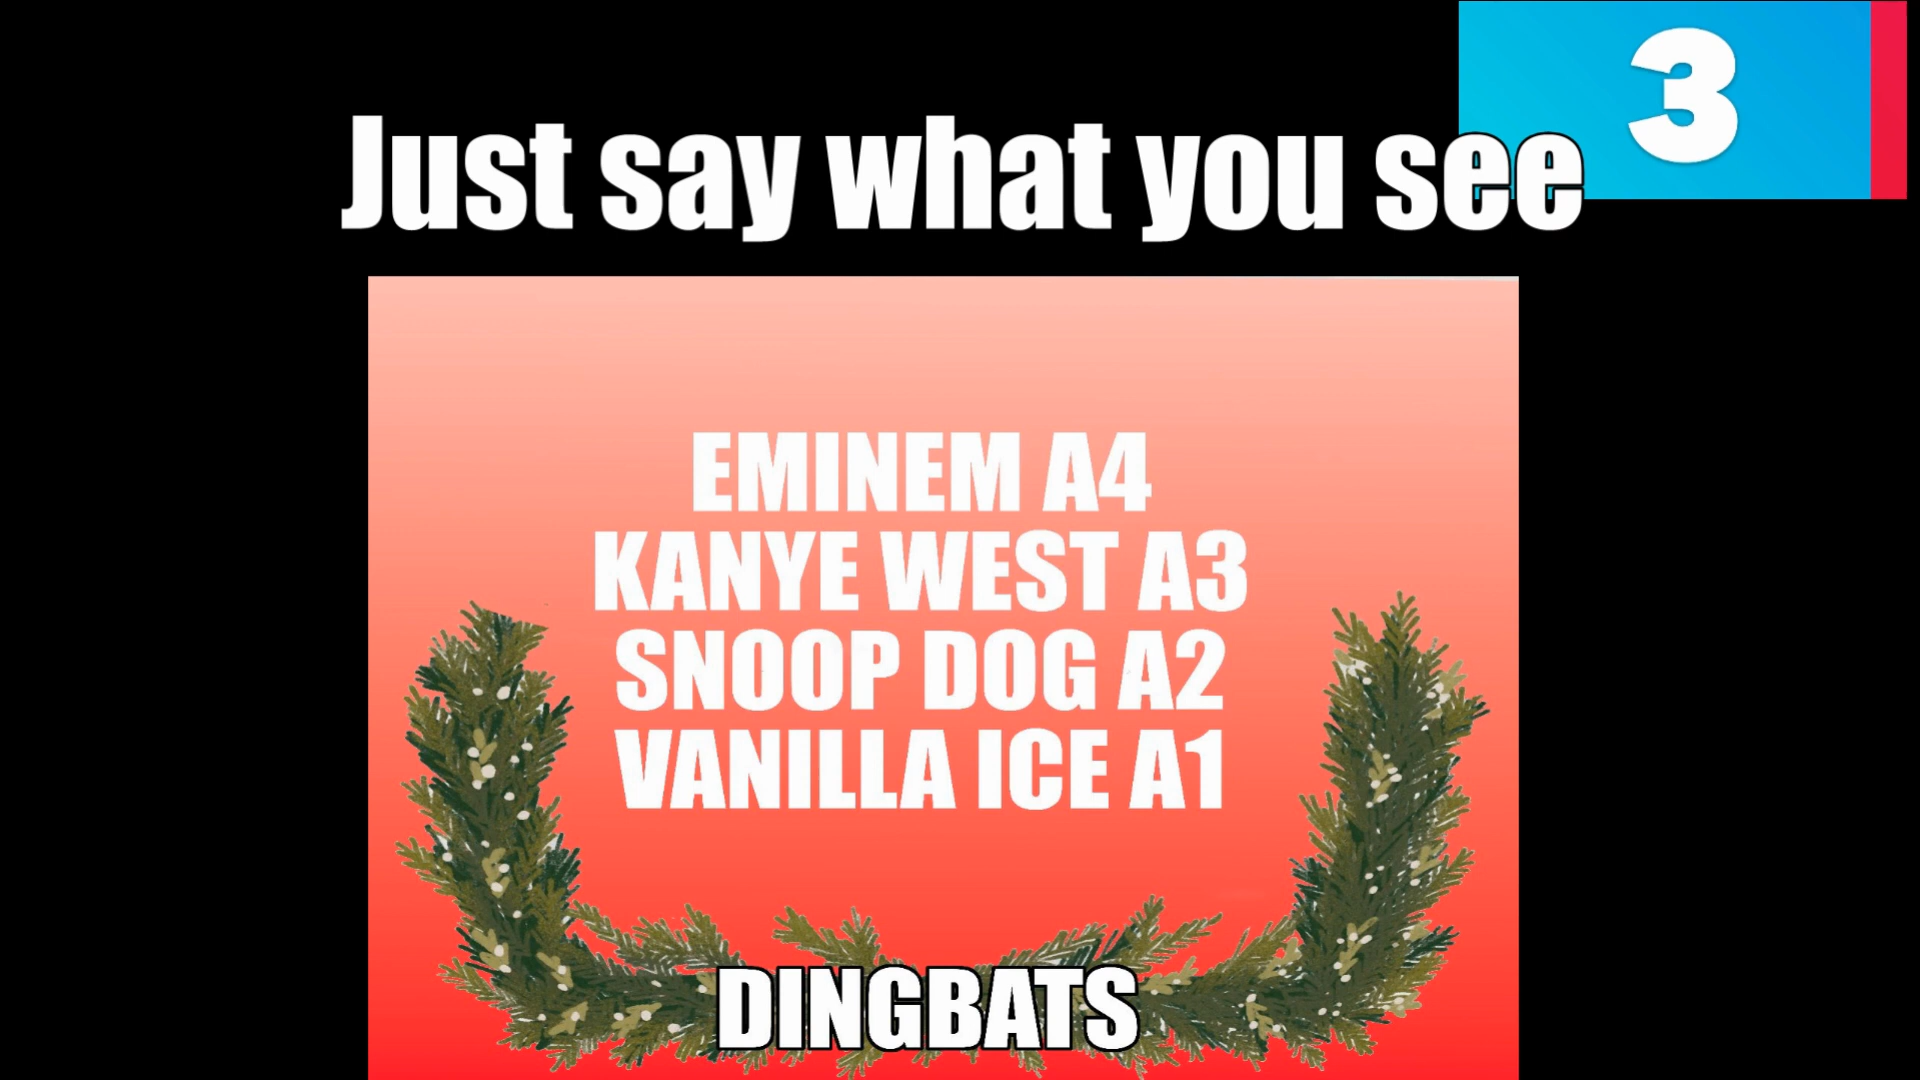 3
Just say what you see
EMINEM A4
KANYE WEST A3
SNOOP DOG A2
VANILLA ICE A1
DINGBATS